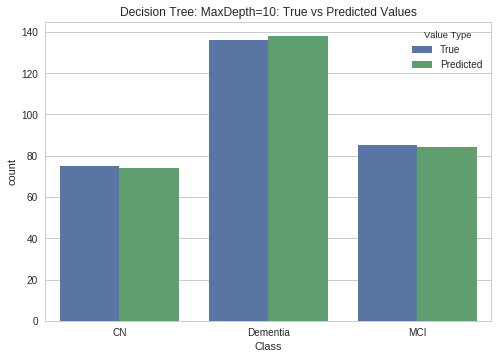 Decision Tree: MaxDepth=10: True vs Predicted Values
Value Type
True
Predicted
count
140
120
100
80
60
40
20
0
CN Dementia MCI
Class